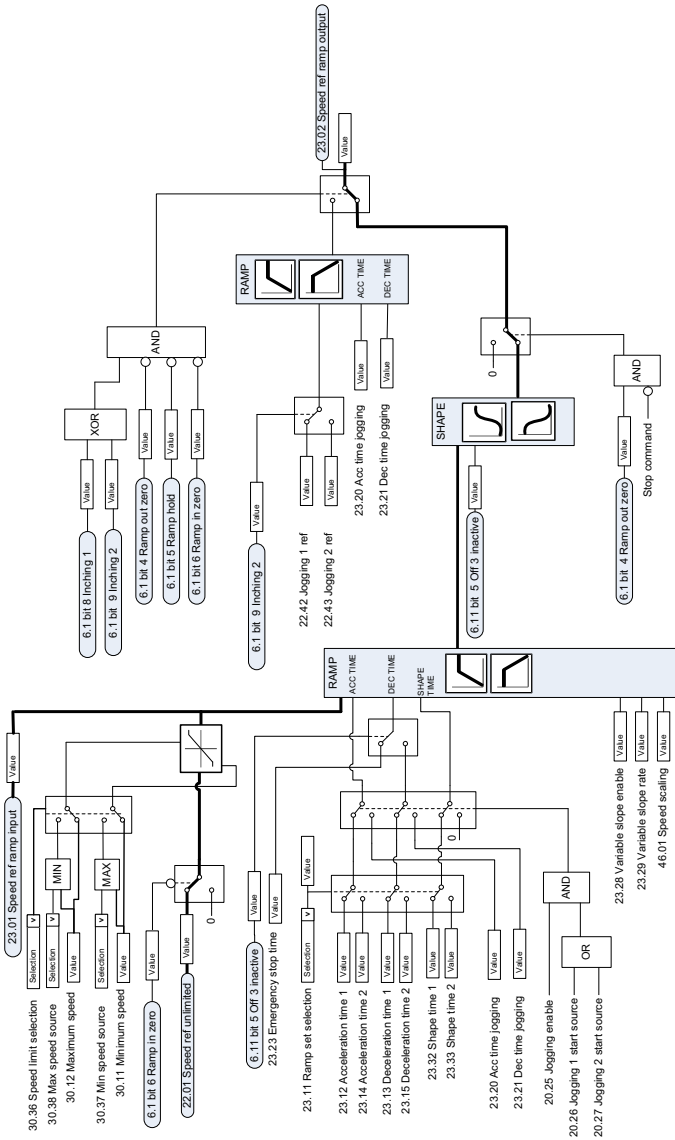 23.01 Speed ref ramp input
Value
30.36 Speed limit selection
Selection
v
30.38 Max speed source
Selection
v
30.12 Maximum speed
Value
MIN
30.37 Min speed source
Selection
v
30.11 Minimum speed
Value
MAX
6.1 bit 6 Ramp in zero
Value
22.01 Speed ref unlimited
Value
0
6.11 bit 5 Off 3 inactive
Value
23.23 Emergency stop time
Value
23.11 Ramp set selection
Selection
v
Value
23.12 Acceleration time 1
Value
23.14 Acceleration time 2
Value
23.13 Deceleration time 1
Value
23.15 Deceleration time 2
Value
23.32 Shape time 1
Value
23.33 Shape time 2
Value
0
23.20 Acc time jogging
Value
23.21 Dec time jogging
Value
20.25 Jogging enable
20.26 Jogging 1 start source
20.27 Jogging 2 start source
OR
AND
23.28 Variable slope enable
Value
23.29 Variable slope rate
Value
46.01 Speed scaling
Value
RAMP
ACC TIME
DEC TIME
SHAPE
TIME
6.1 bit 8 Inching 1
Value
6.1 bit 9 Inching 2
Value
XOR
6.1 bit 4 Ramp out zero
Value
6.1 bit 5 Ramp hold
Value
6.1 bit 6 Ramp in zero
Value
AND
6.1 bit 9 Inching 2
Value
22.42 Jogging 1 ref
Value
22.43 Jogging 2 ref
Value
23.20 Acc time jogging
Value
23.21 Dec time jogging
Value
RAMP
ACC TIME
DEC TIME
6.11 bit 5 Off 3 inactive
Value
SHAPE
0
6.1 bit 4 Ramp out zero
Value
Stop command
AND
23.02 Speed ref ramp output
Value